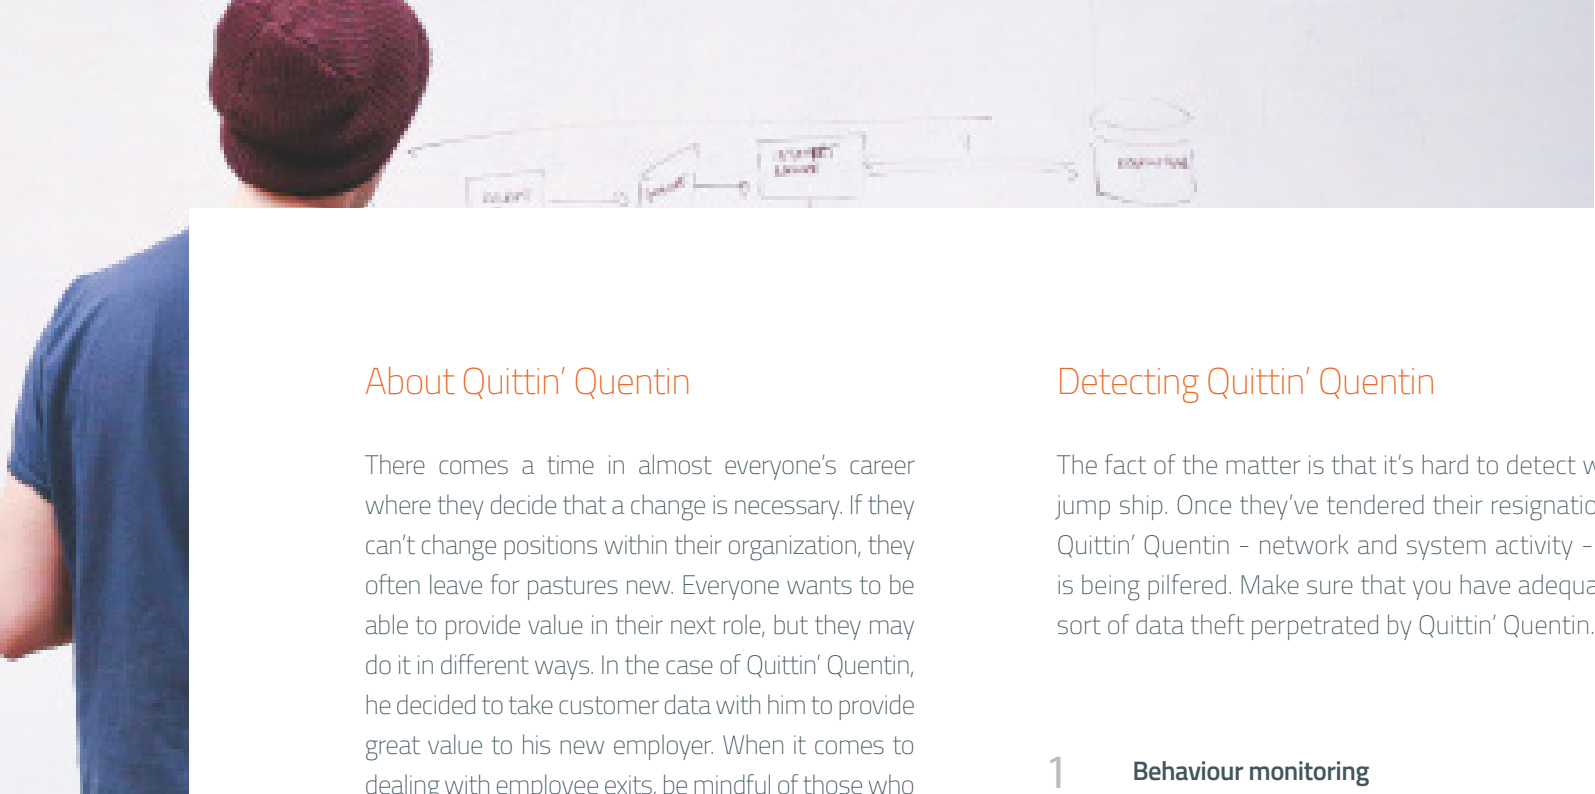 About Quittin’ Quentin
There comes a time in almost everyone’s career
where they decide that a change is necessary. If they
can’t change positions within their organization, they
often leave for pastures new. Everyone wants to be
able to provide value in their next role, but they may
do it in different ways. In the case of Quittin’ Quentin,
he decided to take customer data with him to provide
great value to his new employer. When it comes to
dealing with employee exits, be mindful of those who
Detecting Quittin’ Quentin
The fact of the matter is that it’s hard to detect
jump ship. Once they’ve tendered their
Quittin’ Quentin - network and system activity -
is being pilfered. Make sure that you have
sort of data theft perpetrated by Quittin’ Quentin.
1 Behaviour monitoring